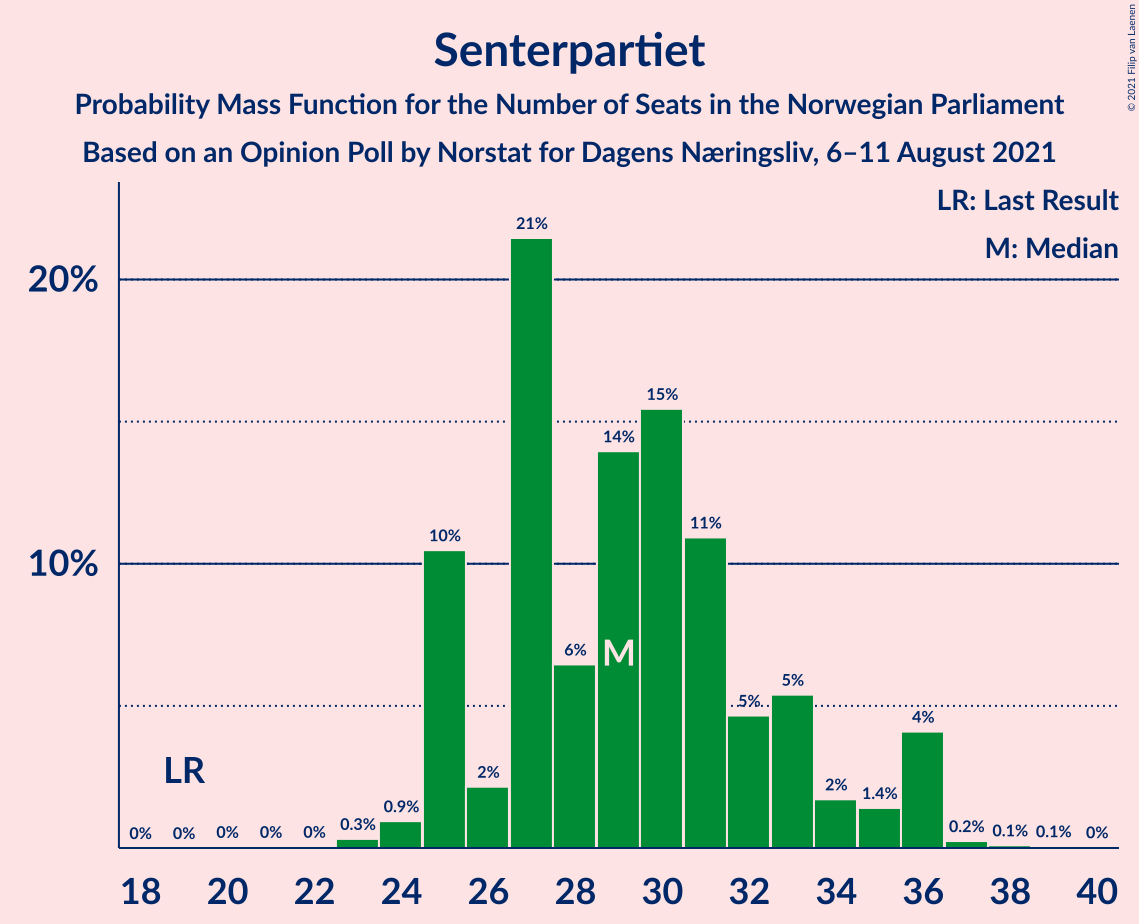 Senterpartiet
Probability Mass Function for the Number of Seats in the Norwegian Parliament
Based on an Opinion Poll by Norstat for Dagens Næringsliv, 6–11 August 2021
© 2021 Filip van Laenen
LR: Last Result
M: Median
20%
10%
0% 0% 0% 0% 0% 0.3% 0.9% 10% 2% 21% 6% 14% 15% 11% 5% 5% 2% 1.4% 4% 0.2% 0.1% 0.1% 0%
LR
M
18 20 22 24 26 28 30 32 34 36 38 40